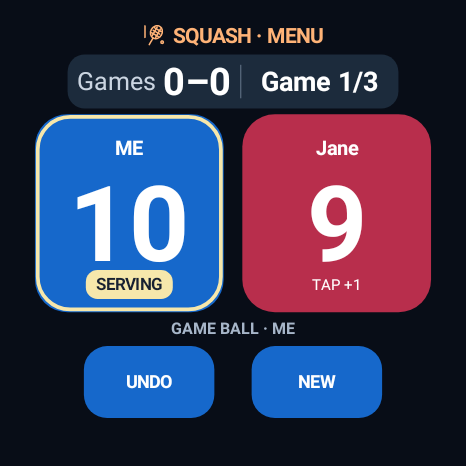 SQUASH · MENU
Games 0–0 Game 1/3
ME
10
SERVING
Jane
9
TAP +1
GAME BALL · ME
UNDO
NEW